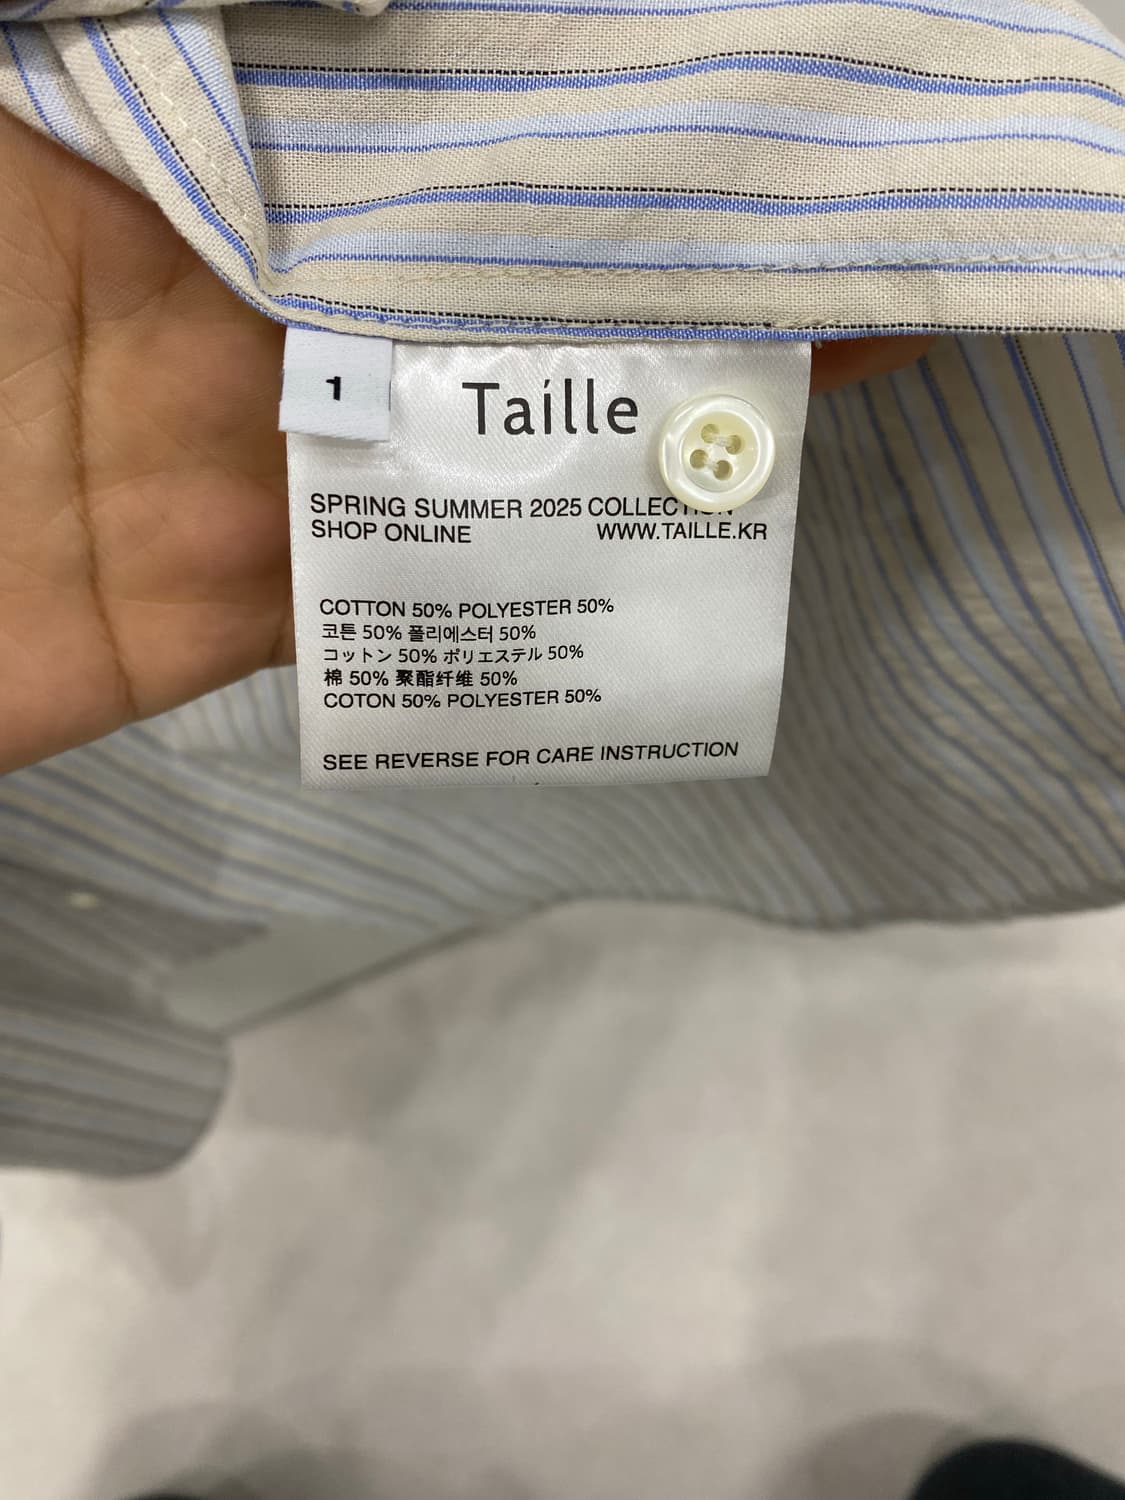 1
Taílle
SPRING SUMMER 2025
SHOP ONLINE WWW.TAILLE.KR
COTTON 50% POLYESTER 50%
코튼 50% 폴리에스터 50%
コットン 50% ポリエステル 50%
棉 50% 聚酯纤维 50%
COTON 50% POLYESTER 50%
SEE REVERSE FOR CARE INSTRUCTION